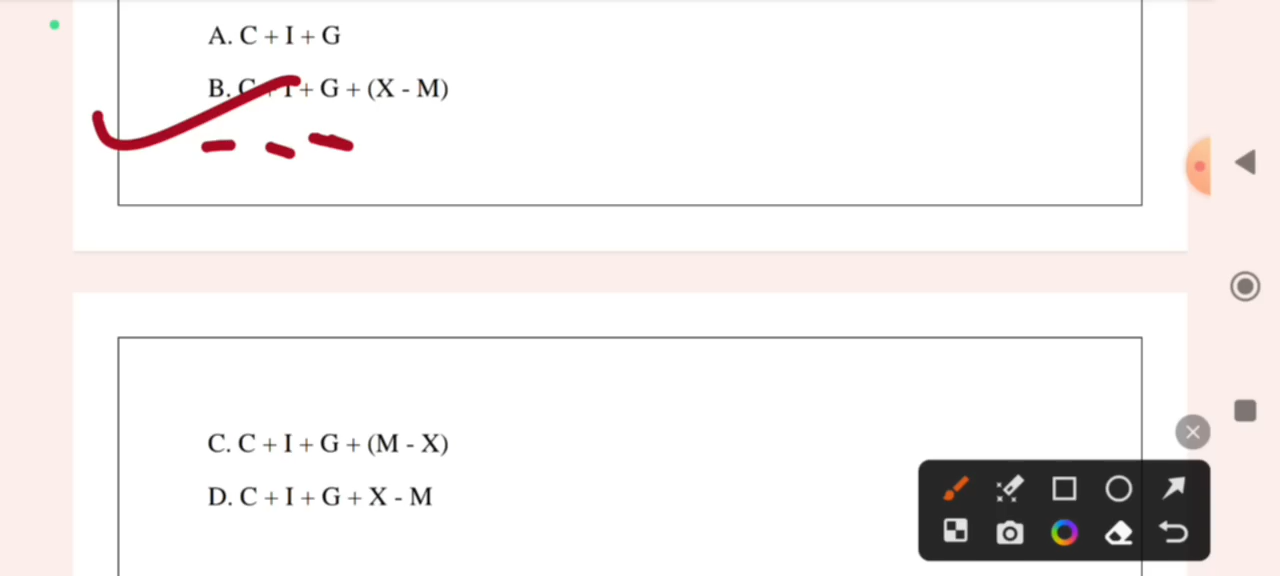 A. C + I + G
B. C + I + G + (X - M)
C. C + I + G + (M - X)
D. C + I + G + X - M